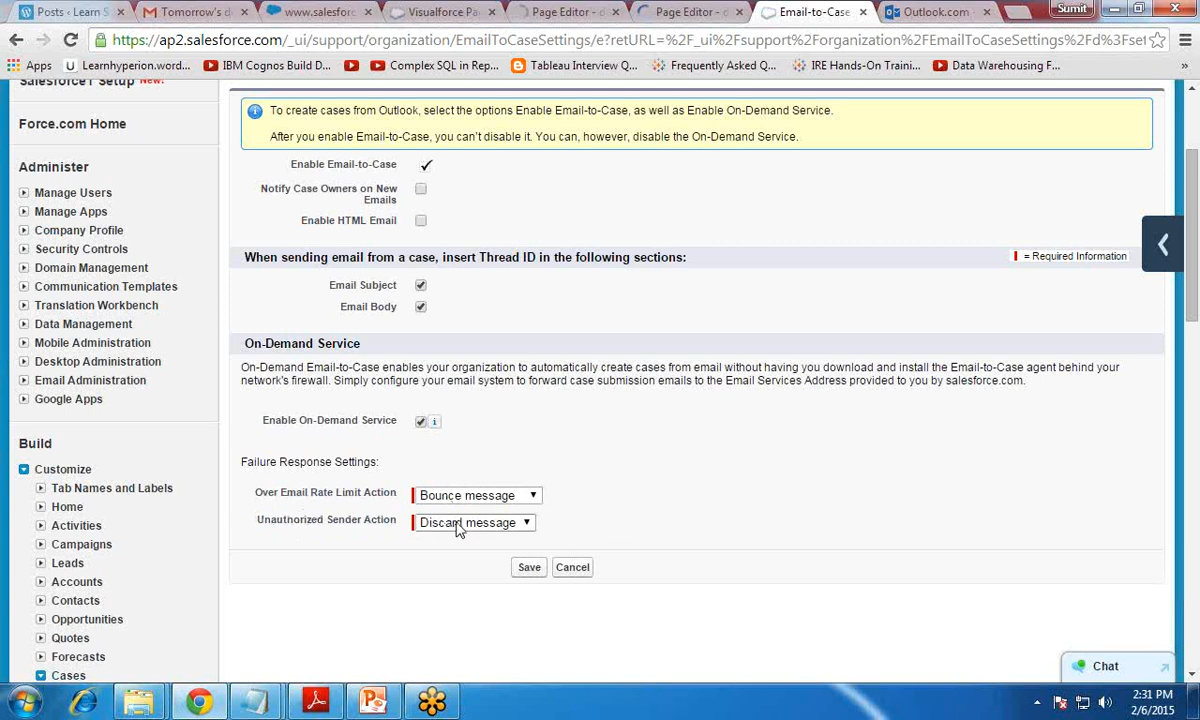 Posts ‹ Learn S
Tomorrow's d
www.salesforc
Visualforce Pa
Page Editor - d
Page Editor - d
Email-to-Case
Outlook.com
Sumit
https://ap2.salesforce.com/_ui/support/organization/EmailToCaseSettings/e?retURL=%2F_ui%2Fsupport%2Forganization%2FEmailToCaseSettings%2Fd%3Fset
Apps
Learnhyperion.word...
IBM Cognos Build D...
Complex SQL in Rep...
Tableau Interview Q...
Frequently Asked Q...
IRE Hands-On Traini...
Data Warehousing F...
»
Salesforce1 Setup New!
Force.com Home
Administer
Manage Users
Manage Apps
Company Profile
Security Controls
Domain Management
Communication Templates
Translation Workbench
Data Management
Mobile Administration
Desktop Administration
Email Administration
Google Apps
Build
Customize
Tab Names and Labels
Home
Activities
Campaigns
Leads
Accounts
Contacts
Opportunities
Quotes
Forecasts
Cases
To create cases from Outlook, select the options Enable Email-to-Case, as well as Enable On-Demand Service.
After you enable Email-to-Case, you can't disable it. You can, however, disable the On-Demand Service.
Enable Email-to-Case
Notify Case Owners on New
Emails
Enable HTML Email
When sending email from a case, insert Thread ID in the following sections:
= Required Information
Email Subject
Email Body
On-Demand Service
On-Demand Email-to-Case enables your organization to automatically create cases from email without having you download and install the Email-to-Case agent behind your
network's firewall. Simply configure your email system to forward case submission emails to the Email Services Address provided to you by salesforce.com.
Enable On-Demand Service
i
Failure Response Settings:
Over Email Rate Limit Action
Bounce message
Unauthorized Sender Action
Discard message
Save
Cancel
Chat
2:31 PM
2/6/2015